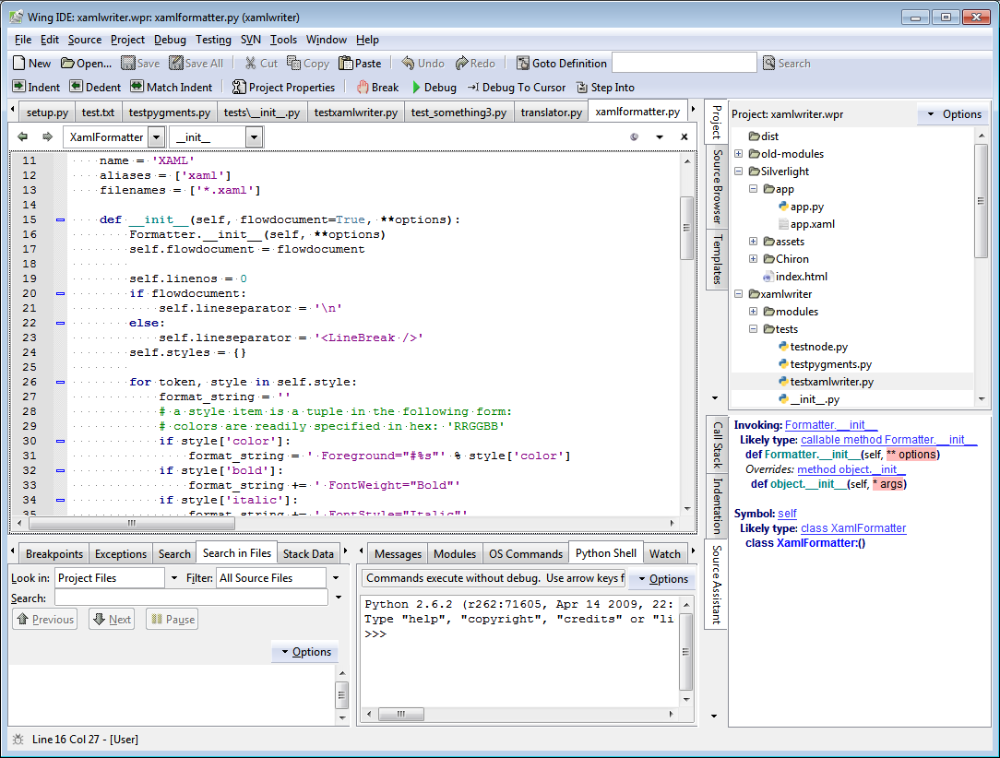 Wing IDE: xamlwriter.wpr: xamlformatter.py (xamlwriter)
File Edit Source Project Debug Testing SVN Tools Window Help
New Open... Save Save All Cut Copy Paste Undo Redo Goto Definition Search
Indent Dedent Match Indent Project Properties Break Debug Debug To Cursor Step Into
setup.py test.txt testpygments.py tests\__init__.py testxamlwriter.py test_something3.py translator.py xamlformatter.py
XamlFormatter __init__
11 name = 'XAML'
12 aliases = ['xaml']
13 filenames = ['*.xaml']
14
15 def __init__(self, flowdocument=True, **options):
16 Formatter.__init__(self, **options)
17 self.flowdocument = flowdocument
18
19 self.linenos = 0
20 if flowdocument:
21 self.lineseparator = '\n'
22 else:
23 self.lineseparator = '<LineBreak />'
24 self.styles = {}
25
26 for token, style in self.style:
27 format_string = ''
28 # a style item is a tuple in the following form:
29 # colors are readily specified in hex: 'RRGGBB'
30 if style['color']:
31 format_string = ' Foreground="#%s"' % style['color']
32 if style['bold']:
33 format_string += ' FontWeight="Bold"'
34 if style['italic']:
35 format_string += ' FontStyle="Italic"'
Project
Source Browser
Templates
Project: xamlwriter.wpr Options
dist
old-modules
Silverlight
app
app.py
app.xaml
assets
Chiron
index.html
xamlwriter
modules
tests
testnode.py
testpygments.py
testxamlwriter.py
__init__.py
Call Stack
Indentation
Source Assistant
Invoking: Formatter.__init__
Likely type: callable method Formatter.__init__
def Formatter.__init__(self, ** options)
Overrides: method object.__init__
def object.__init__(self, * args)
Symbol: self
Likely type: class XamlFormatter
class XamlFormatter:()
Breakpoints Exceptions Search Search in Files Stack Data
Look in: Project Files Filter: All Source Files
Search:
Previous Next Pause
Options
Messages Modules OS Commands Python Shell Watch
Commands execute without debug. Use arrow keys f Options
Python 2.6.2 (r262:71605, Apr 14 2009, 22:
Type "help", "copyright", "credits" or "li
>>>
Line 16 Col 27 - [User]